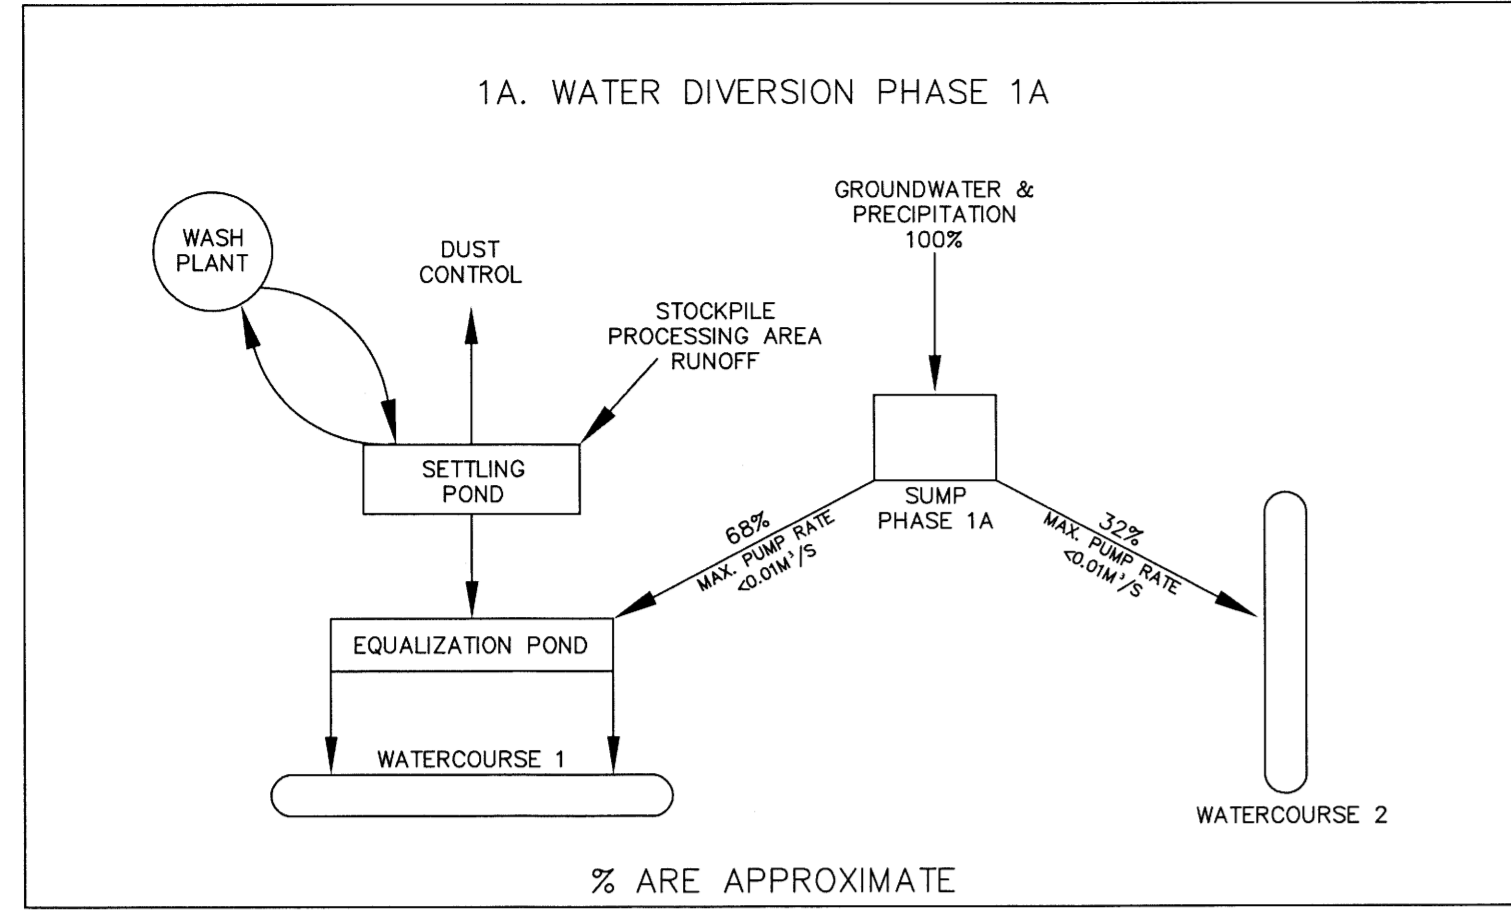 1A. WATER DIVERSION PHASE 1A
WASH
PLANT
DUST
CONTROL
STOCKPILE
PROCESSING AREA
RUNOFF
GROUNDWATER &
PRECIPITATION
100%
SETTLING
POND
SUMP
PHASE 1A
68%
MAX. PUMP RATE
<0.01M³/S
32%
MAX. PUMP RATE
<0.01M³/S
EQUALIZATION POND
WATERCOURSE 1
WATERCOURSE 2
% ARE APPROXIMATE